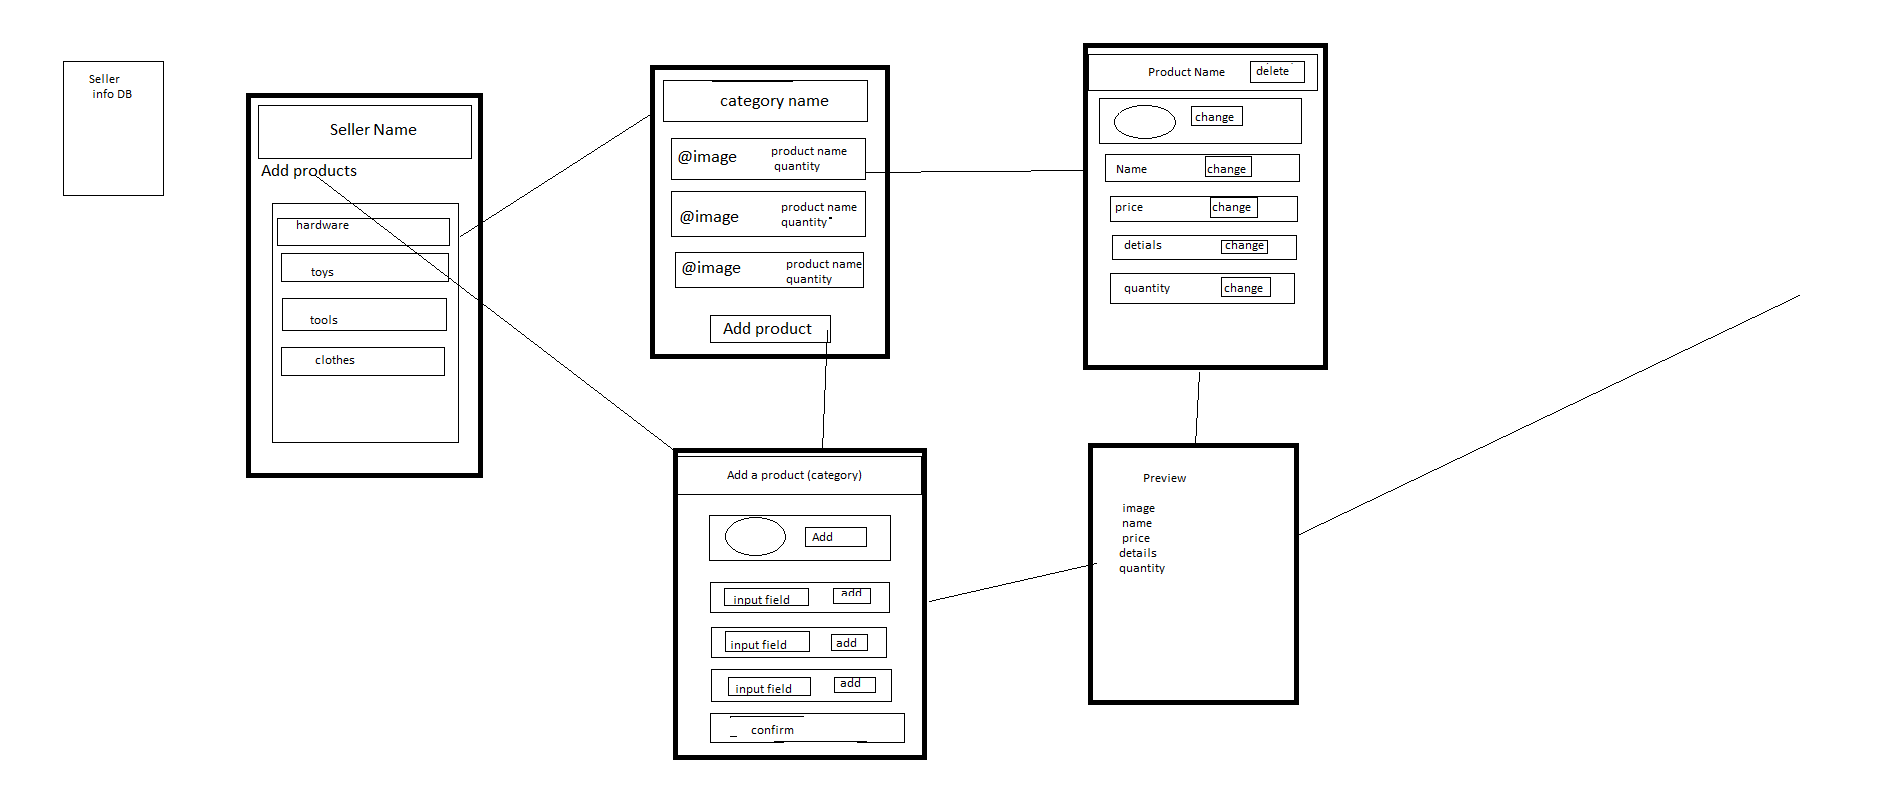 Seller
info DB
Seller Name
Add products
hardware
toys
tools
clothes
category name
@image
product name
quantity
@image
product name
quantity
@image
product name
quantity
Add product
Product Name
delete
change
Name
change
price
change
detials
change
quantity
change
Add a product (category)
Add
input field
add
input field
add
input field
add
confirm
Preview
image
name
price
details
quantity